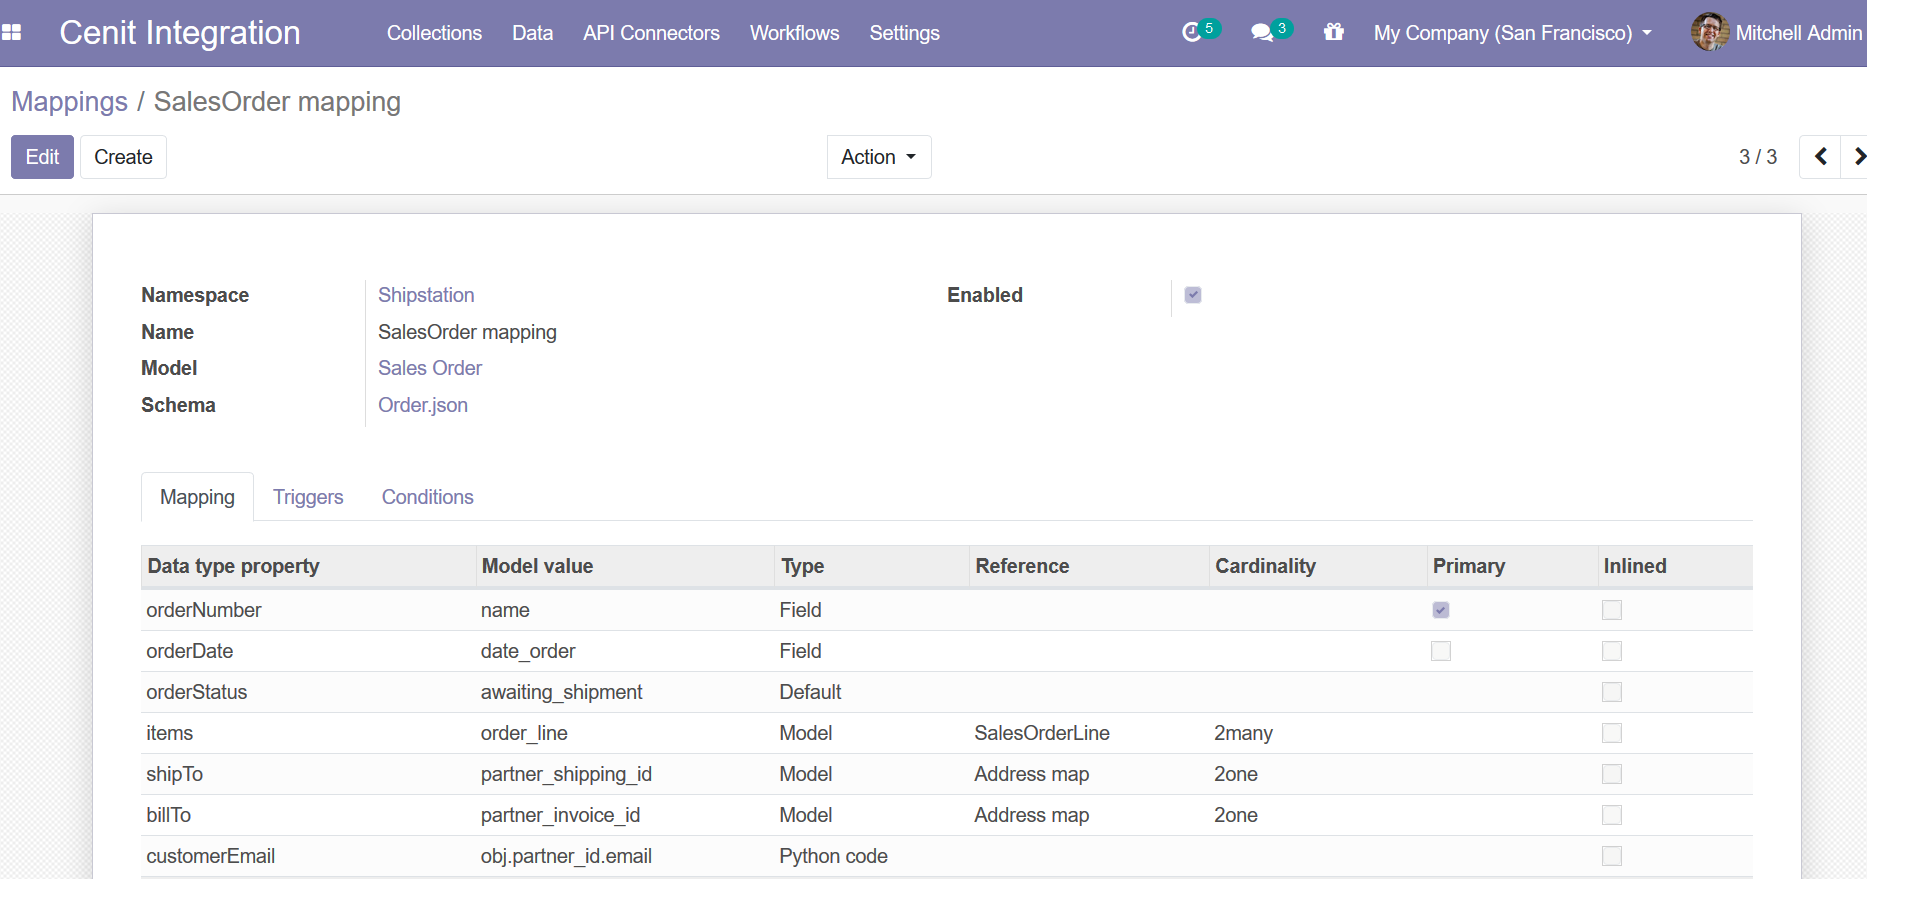 Cenit Integration Collections Data API Connectors Workflows Settings 5 3 My Company (San Francisco) Mitchell Admin
Mappings / SalesOrder mapping
Edit Create Action 3 / 3
Namespace Shipstation Enabled
Name SalesOrder mapping
Model Sales Order
Schema Order.json
Mapping Triggers Conditions
Data type property Model value Type Reference Cardinality Primary Inlined
orderNumber name Field
orderDate date_order Field
orderStatus awaiting_shipment Default
items order_line Model SalesOrderLine 2many
shipTo partner_shipping_id Model Address map 2one
billTo partner_invoice_id Model Address map 2one
customerEmail obj.partner_id.email Python code